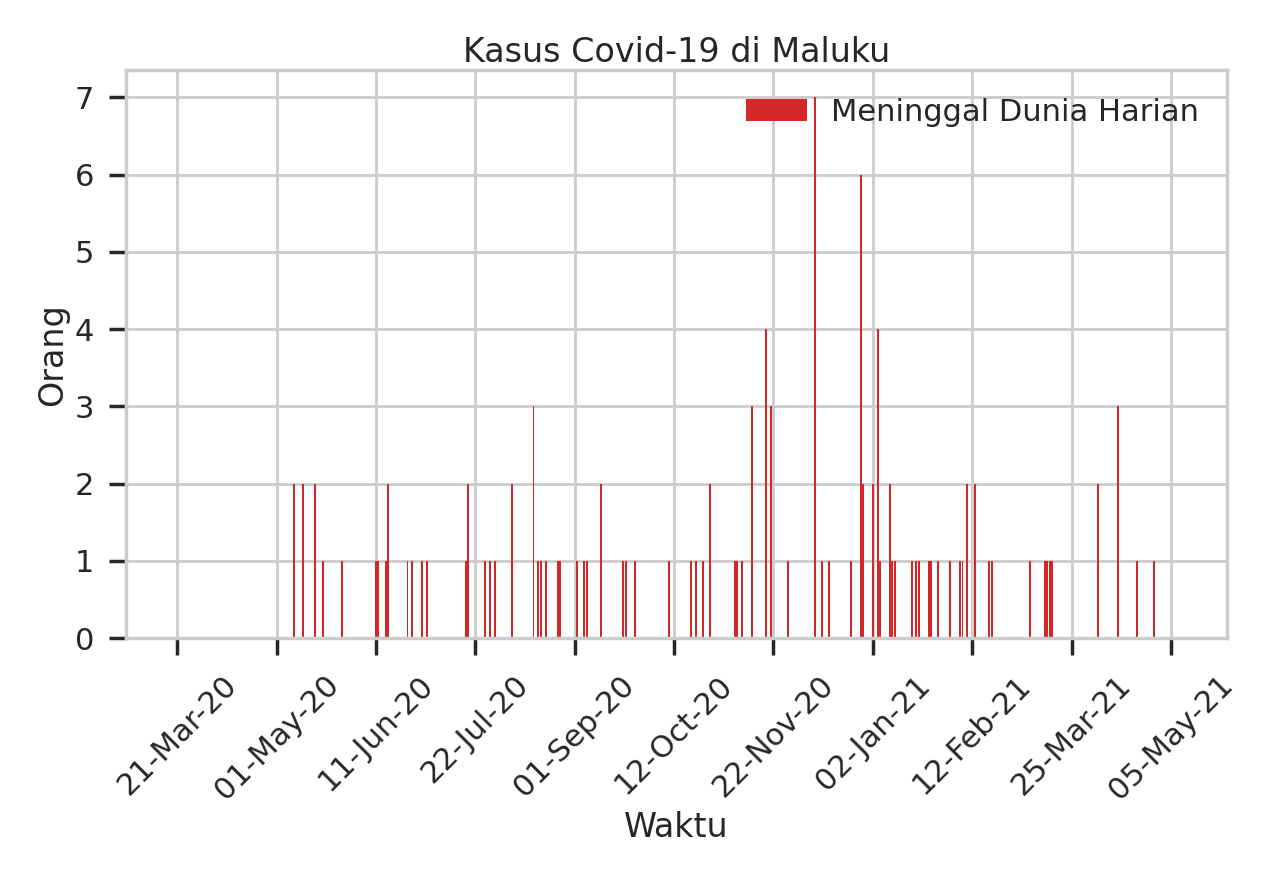 Kasus Covid-19 di Maluku
Meninggal Dunia Harian
Orang
7
6
5
4
3
2
1
0
21-Mar-20
01-May-20
11-Jun-20
22-Jul-20
01-Sep-20
12-Oct-20
22-Nov-20
02-Jan-21
12-Feb-21
25-Mar-21
05-May-21
Waktu